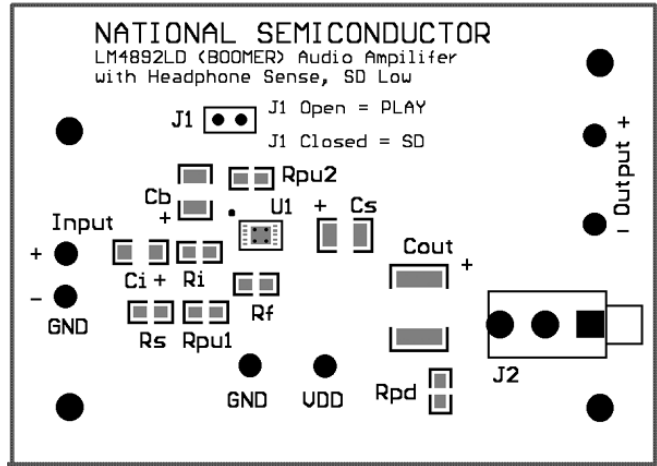 NATIONAL SEMICONDUCTOR
LM4892LD (BOOMER) Audio Ampilifer
with Headphone Sense, SD Low
J1
J1 Open = PLAY
J1 Closed = SD
Output +
−
Rpu2
Cb
+
U1
+
Cs
Input
+
Ci +
Ri
Cout
+
−
GND
Rf
Rs
Rpu1
GND
VDD
Rpd
J2